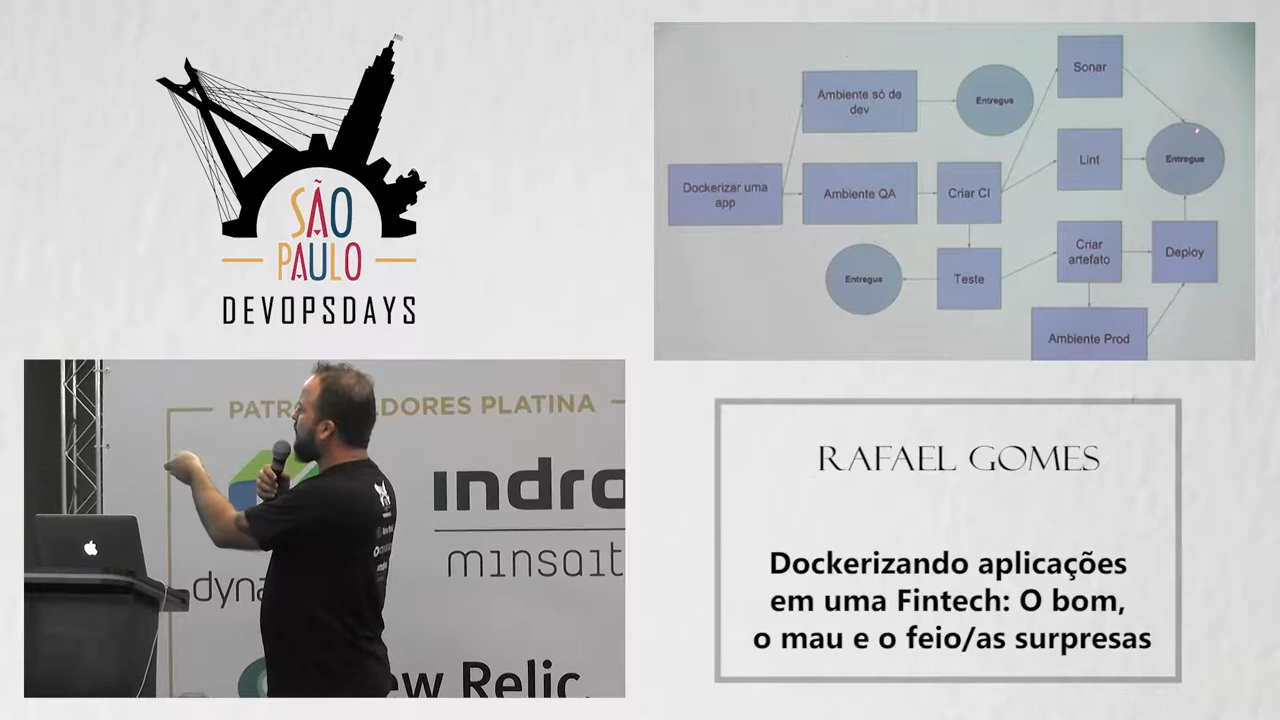 SÃO
PAULO
DEVOPSDAYS
Sonar
Ambiente só de
dev
Entregue
Lint
Entregue
Dockerizar uma
app
Ambiente QA
Criar CI
Entregue
Teste
Criar
artefato
Deploy
Ambiente Prod
PATR ADORES PLATINA
indra
minsait
dyna
ew Relic.
RAFAEL GOMES
Dockerizando aplicações
em uma Fintech: O bom,
o mau e o feio/as surpresas